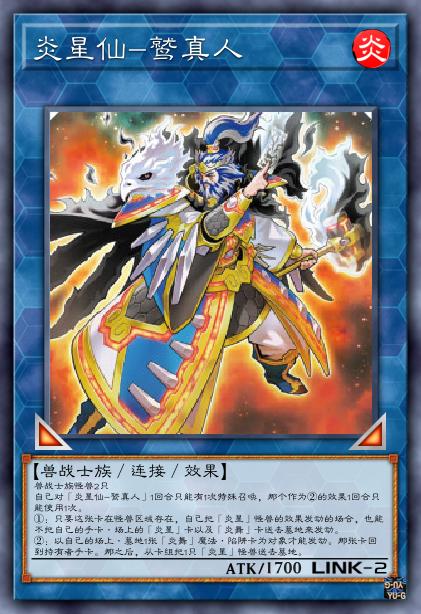 炎星仙－鹫真人
炎
【兽战士族／连接／效果】
兽战士族怪兽2只
自己对「炎星仙－鹫真人」1回合只能有1次特殊召唤，那个作为②的效果1回合只
能使用1次。
①：只要这张卡在怪兽区域存在，自己把「炎星」怪兽的效果发动的场合，也能
不把自己的手卡·场上的「炎星」卡以及「炎舞」卡送去墓地来发动。
②：以自己的场上·墓地1张「炎舞」魔法·陷阱卡为对象才能发动。那张卡回
到持有者手卡。那之后，从卡组把1只「炎星」怪兽送去墓地。
ATK/1700 LINK-2